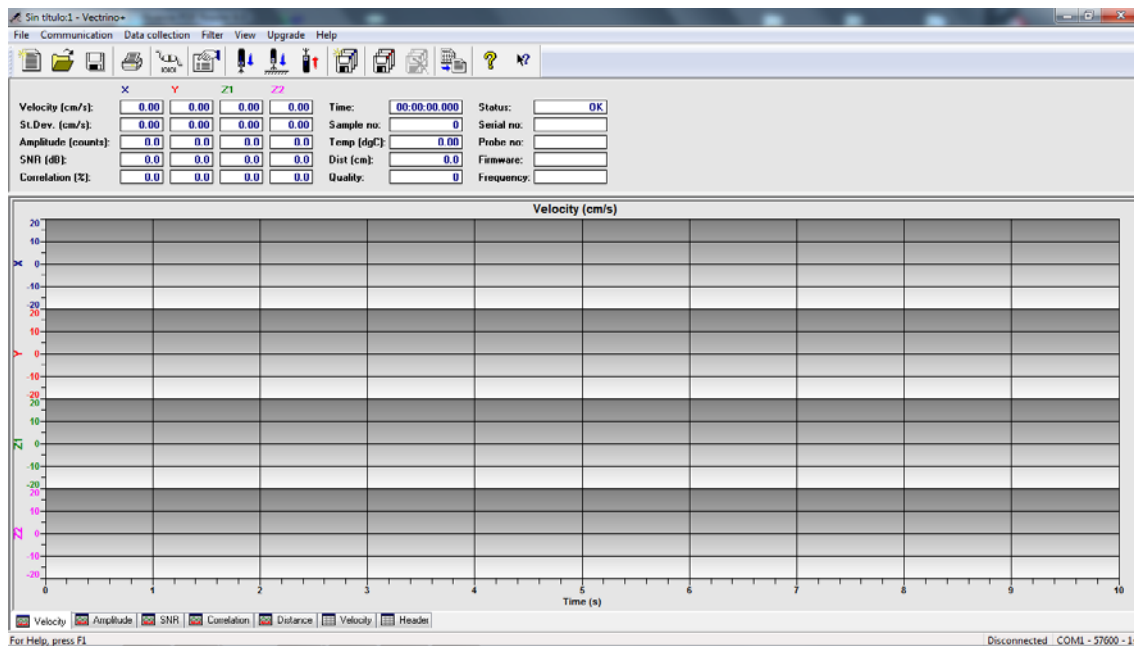 Sin título:1 - Vectrino+
File Communication Data collection Filter View Upgrade Help
X Y Z1 Z2
Velocity (cm/s): 0.00 0.00 0.00 0.00 Time: 00:00:00.000 Status: OK
St.Dev. (cm/s): 0.00 0.00 0.00 0.00 Sample no: 0 Serial no:
Amplitude (counts): 0.0 0.0 0.0 0.0 Temp (dgC): 0.00 Probe no:
SNR (dB): 0.0 0.0 0.0 0.0 Dist (cm): 0.0 Firmware:
Correlation (%): 0.0 0.0 0.0 0.0 Quality: 0 Frequency:
Velocity (cm/s)
20
10
X 0
-10
-20
20
10
Y 0
-10
-20
20
10
Z1 0
-10
-20
20
10
Z2 0
-10
-20
0 1 2 3 4 5 6 7 8 9 10
Time (s)
Velocity Amplitude SNR Correlation Distance Velocity Header
For Help, press F1 Disconnected COM1 - 57600 - 1